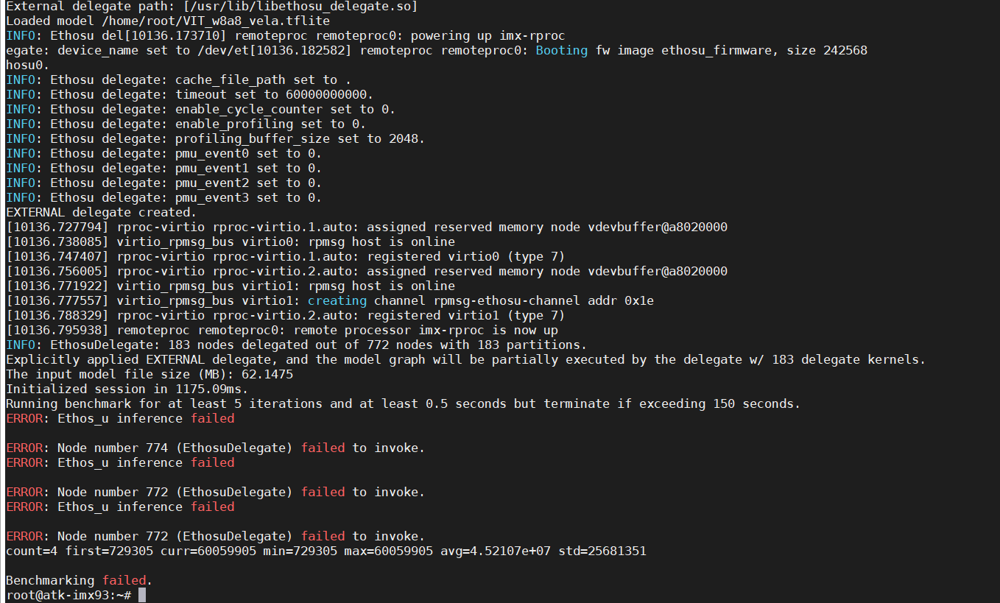 External delegate path: [/usr/lib/libethosu_delegate.so]
Loaded model /home/root/VIT_w8a8_vela.tflite
INFO: Ethosu del[10136.173710] remoteproc remoteproc0: powering up imx-rproc
egate: device_name set to /dev/et[10136.182582] remoteproc remoteproc0: Booting fw image ethosu_firmware, size 242568
hosu0.
INFO: Ethosu delegate: cache_file_path set to .
INFO: Ethosu delegate: timeout set to 60000000000.
INFO: Ethosu delegate: enable_cycle_counter set to 0.
INFO: Ethosu delegate: enable_profiling set to 0.
INFO: Ethosu delegate: profiling_buffer_size set to 2048.
INFO: Ethosu delegate: pmu_event0 set to 0.
INFO: Ethosu delegate: pmu_event1 set to 0.
INFO: Ethosu delegate: pmu_event2 set to 0.
INFO: Ethosu delegate: pmu_event3 set to 0.
EXTERNAL delegate created.
[10136.727794] rproc-virtio rproc-virtio.1.auto: assigned reserved memory node vdevbuffer@a8020000
[10136.738085] virtio_rpmsg_bus virtio0: rpmsg host is online
[10136.747407] rproc-virtio rproc-virtio.1.auto: registered virtio0 (type 7)
[10136.756005] rproc-virtio rproc-virtio.2.auto: assigned reserved memory node vdevbuffer@a8020000
[10136.771922] virtio_rpmsg_bus virtio1: rpmsg host is online
[10136.777557] virtio_rpmsg_bus virtio1: creating channel rpmsg-ethosu-channel addr 0x1e
[10136.788329] rproc-virtio rproc-virtio.2.auto: registered virtio1 (type 7)
[10136.795938] remoteproc remoteproc0: remote processor imx-rproc is now up
INFO: EthosuDelegate: 183 nodes delegated out of 772 nodes with 183 partitions.
Explicitly applied EXTERNAL delegate, and the model graph will be partially executed by the delegate w/ 183 delegate kernels.
The input model file size (MB): 62.1475
Initialized session in 1175.09ms.
Running benchmark for at least 5 iterations and at least 0.5 seconds but terminate if exceeding 150 seconds.
ERROR: Ethos_u inference failed
ERROR: Node number 774 (EthosuDelegate) failed to invoke.
ERROR: Ethos_u inference failed
ERROR: Node number 772 (EthosuDelegate) failed to invoke.
ERROR: Ethos_u inference failed
ERROR: Node number 772 (EthosuDelegate) failed to invoke.
count=4 first=729305 curr=60059905 min=729305 max=60059905 avg=4.52107e+07 std=25681351
Benchmarking failed.
root@atk-imx93:~#